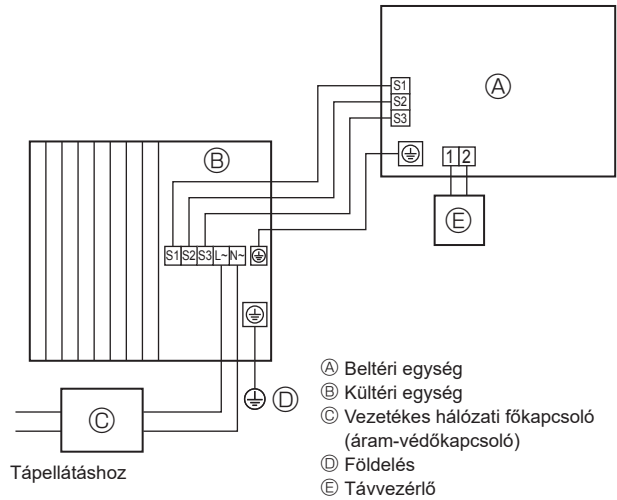 Ⓐ
S1
S2
S3
1 2
Ⓔ
Ⓑ
S1 S2 S3 L~ N~
Ⓒ
Ⓓ
Tápellátáshoz
Ⓐ Beltéri egység
Ⓑ Kültéri egység
Ⓒ Vezetékes hálózati főkapcsoló
(áram-védőkapcsoló)
Ⓓ Földelés
Ⓔ Távvezérlő